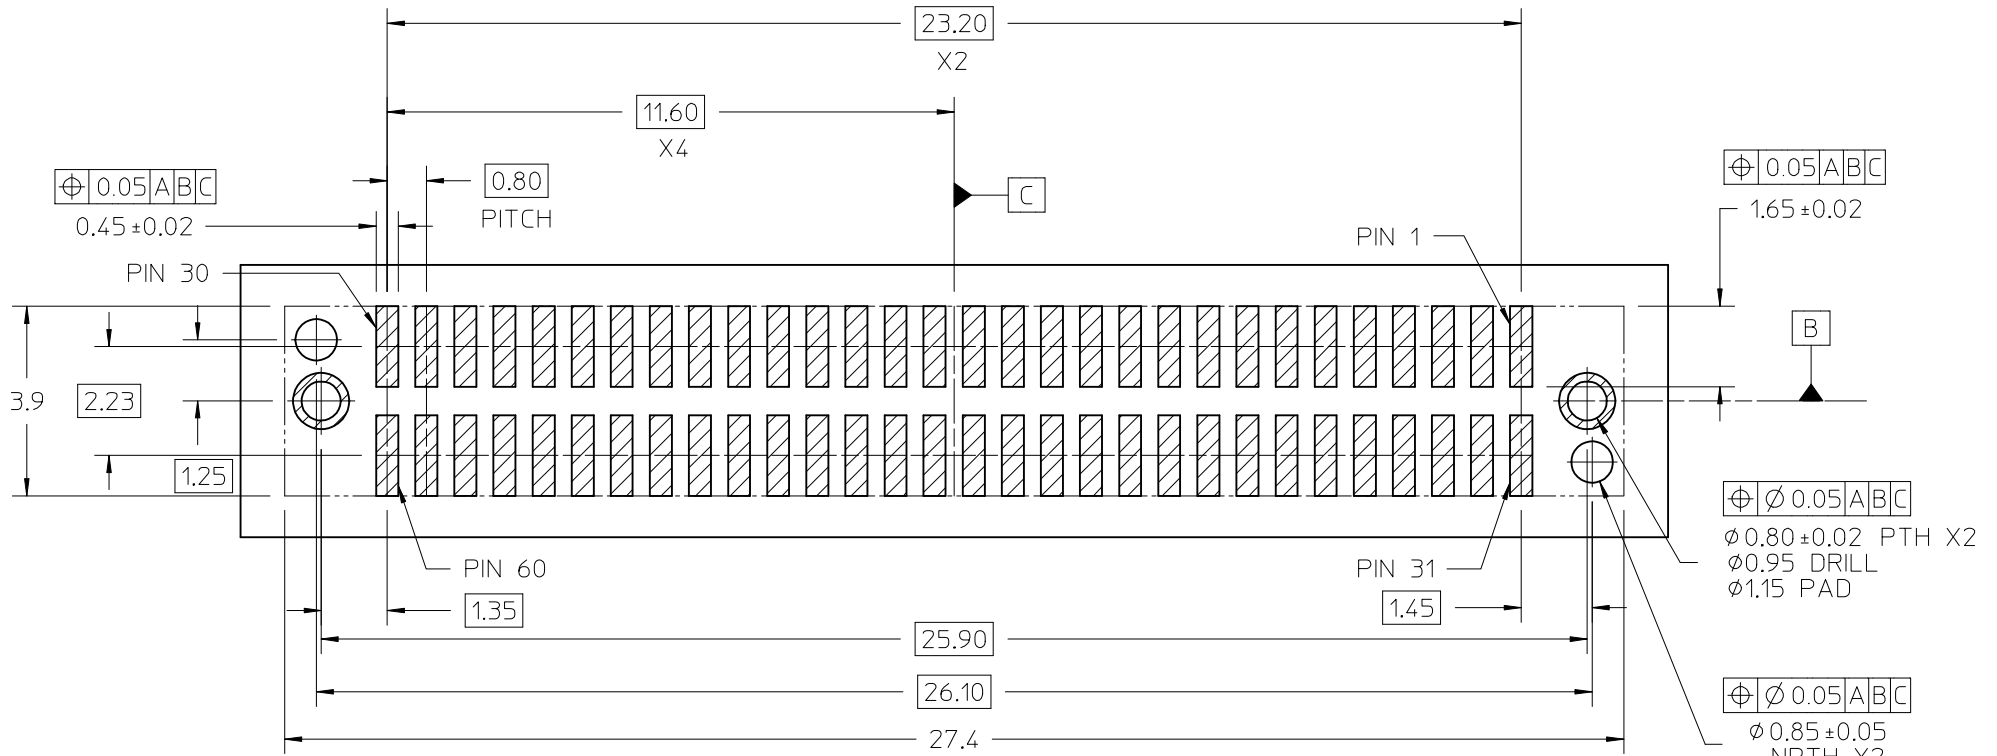 23.20
X2
11.60
X4
⌖ 0.05 A B C
0.45±0.02
0.80
PITCH
C
⌖ 0.05 A B C
1.65±0.02
PIN 1
PIN 30
B
3.9
2.23
1.25
PIN 60
PIN 31
1.35
1.45
⌖ ⌀ 0.05 A B C
⌀0.80±0.02 PTH X2
⌀0.95 DRILL
⌀1.15 PAD
25.90
26.10
⌖ ⌀ 0.05 A B C
⌀0.85±0.05
27.4